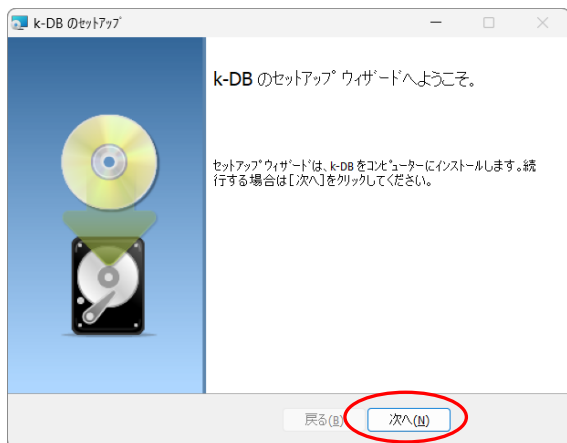 k-DB のｾｯﾄｱｯﾌﾟ
k-DB のｾｯﾄｱｯﾌﾟ ｳｨｻﾞｰﾄﾞへようこそ。
ｾｯﾄｱｯﾌﾟｳｨｻﾞｰﾄﾞは､k-DB をｺﾝﾋﾟｭｰﾀｰにｲﾝｽﾄｰﾙします｡続
行する場合は[次へ]をｸﾘｯｸしてください｡
戻る(B)
次へ(N)